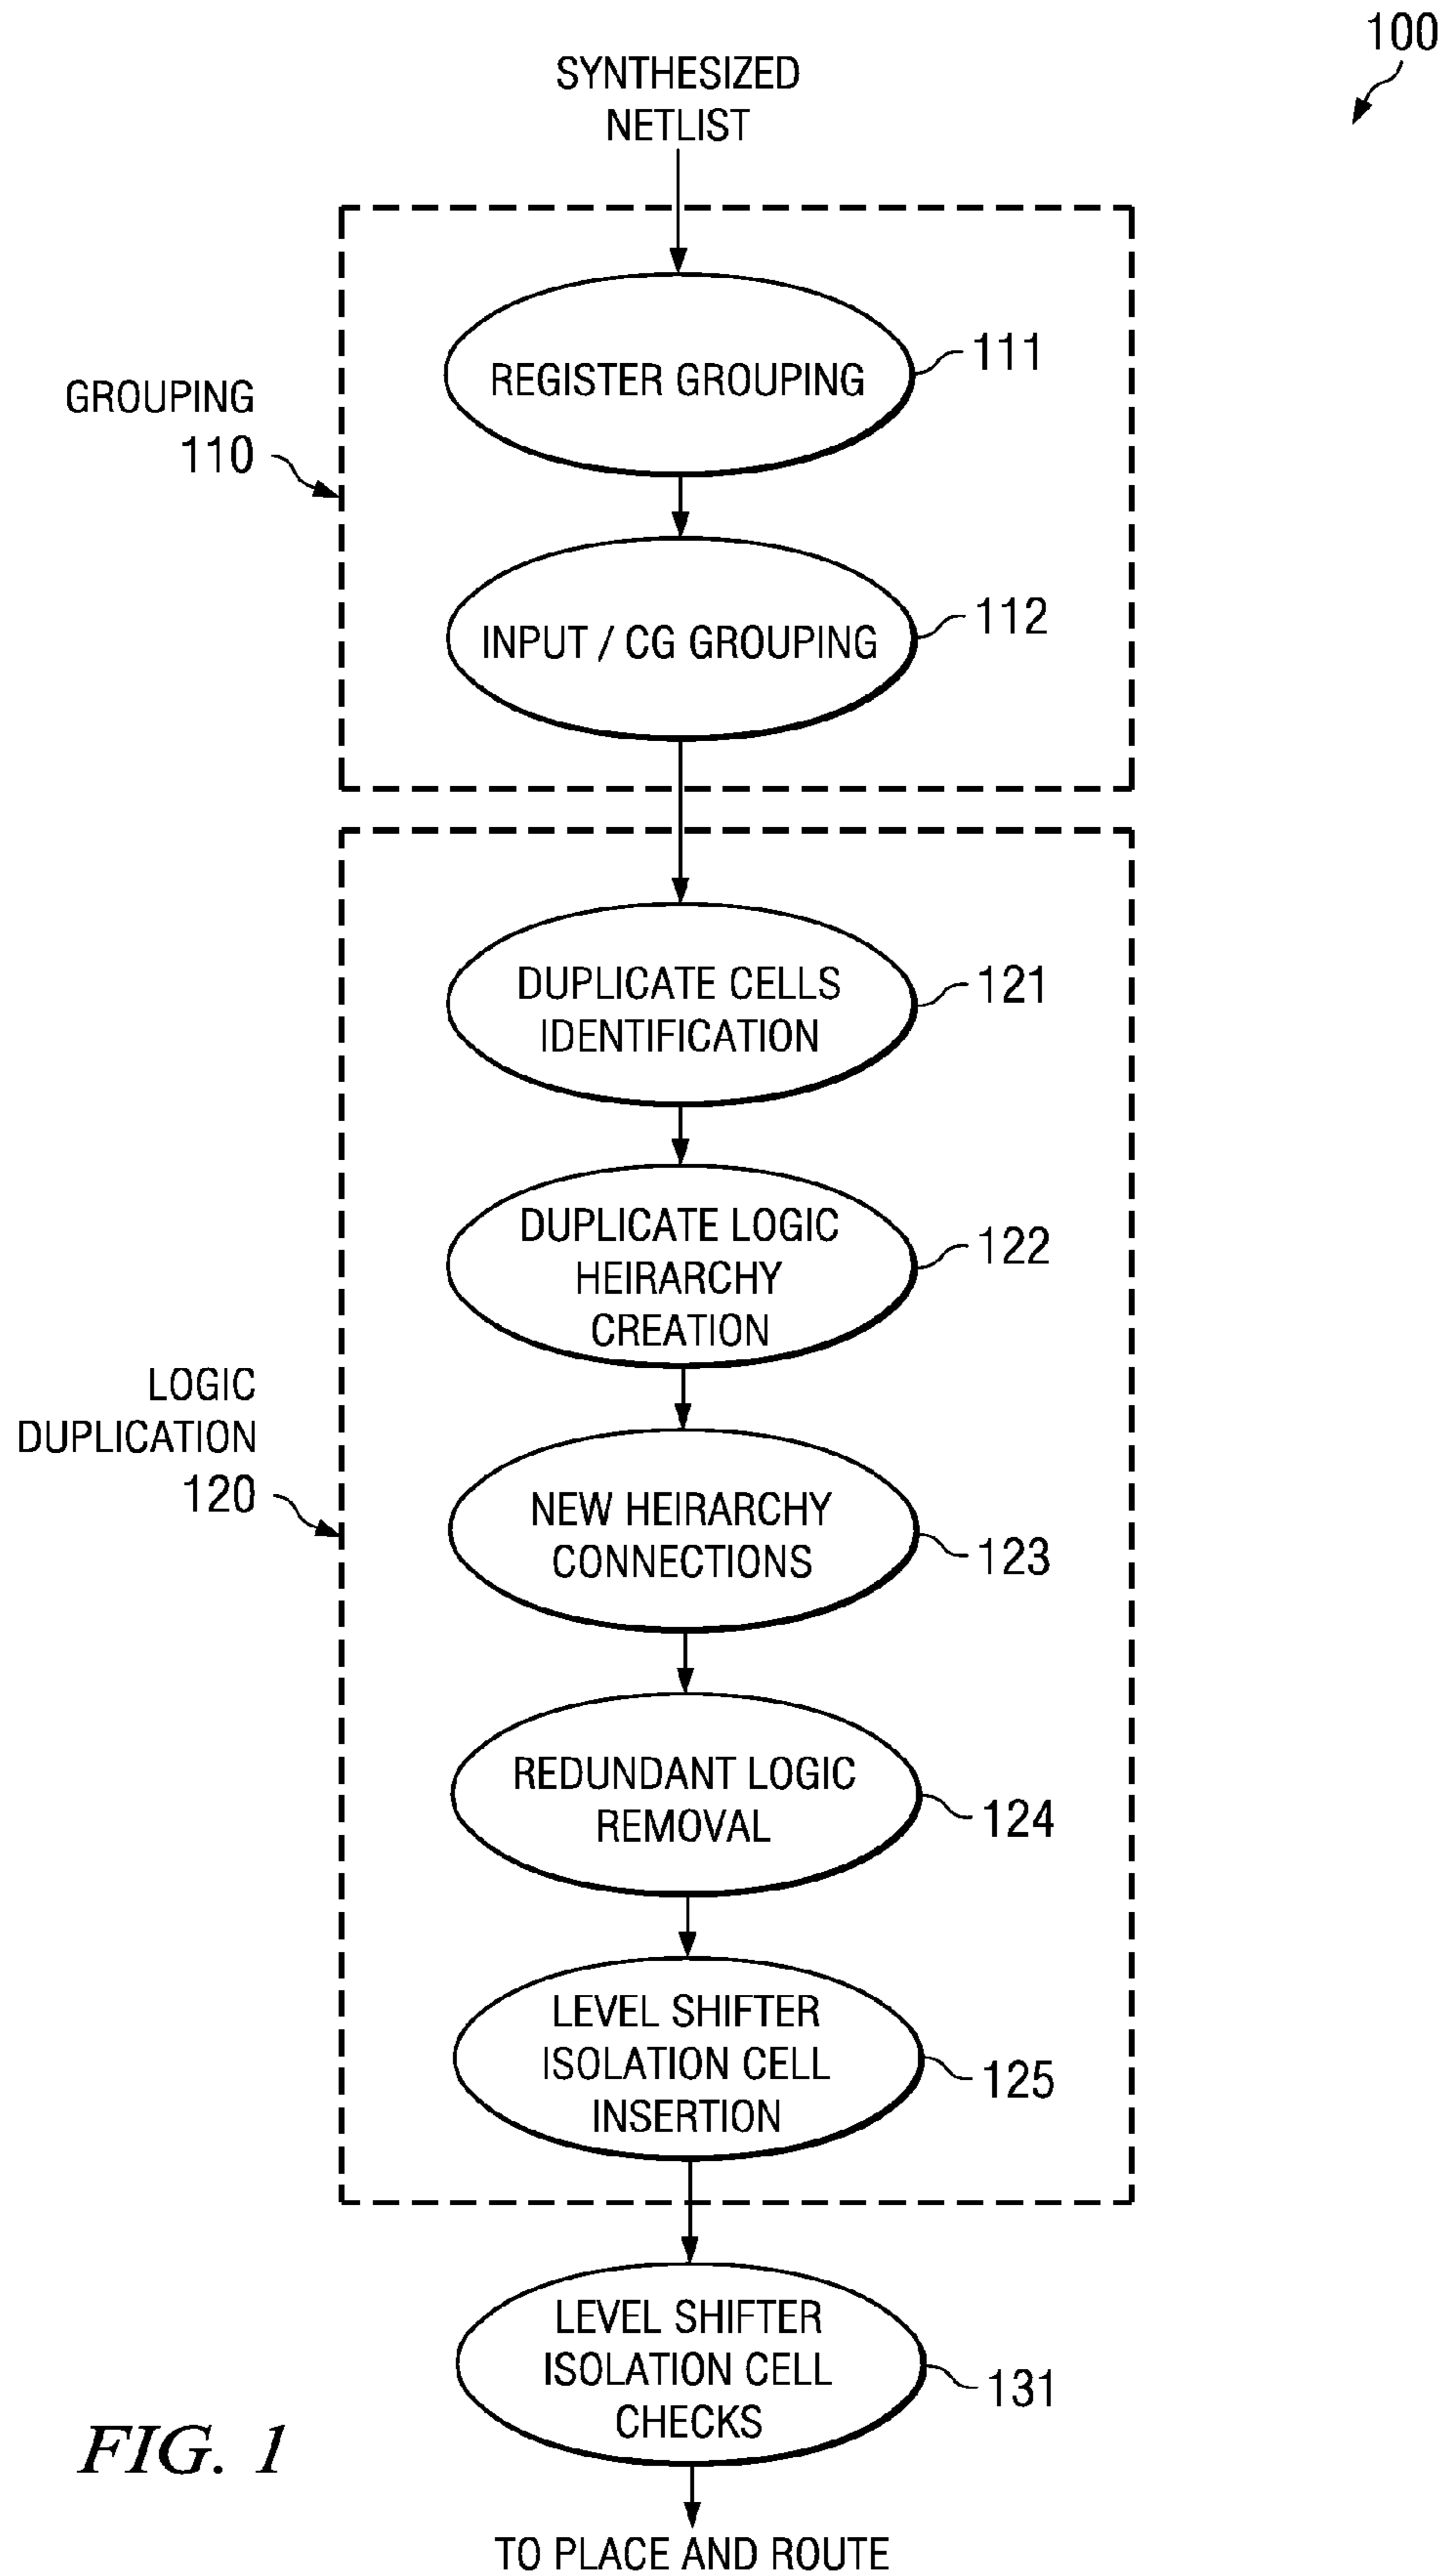 100
SYNTHESIZED
NETLIST
REGISTER GROUPING
111
GROUPING
110
INPUT / CG GROUPING
112
DUPLICATE CELLS
IDENTIFICATION
121
DUPLICATE LOGIC
HEIRARCHY
CREATION
122
LOGIC
DUPLICATION
120
NEW HEIRARCHY
CONNECTIONS
123
REDUNDANT LOGIC
REMOVAL
124
LEVEL SHIFTER
ISOLATION CELL
INSERTION
125
LEVEL SHIFTER
ISOLATION CELL
CHECKS
131
FIG. 1
TO PLACE AND ROUTE